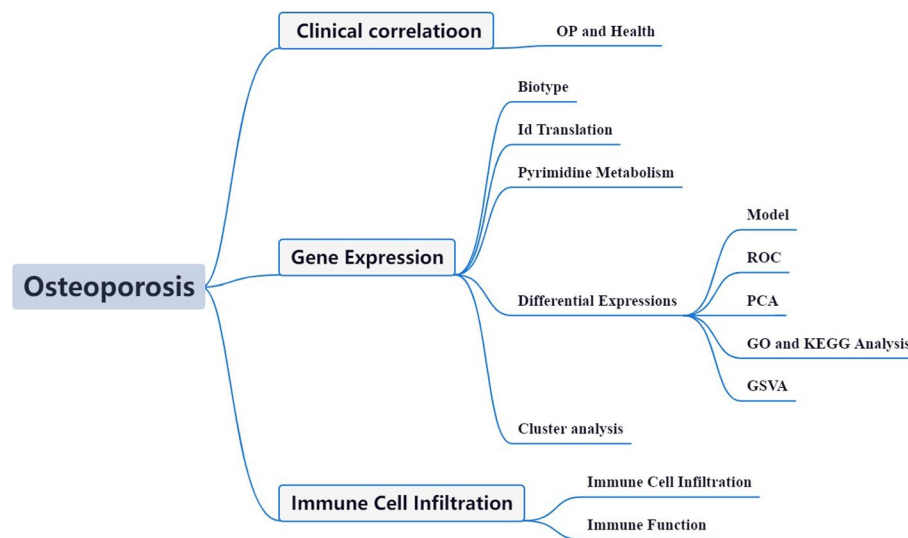 Osteoporosis
Clinical correlatioon
OP and Health
Gene Expression
Biotype
Id Translation
Pyrimidine Metabolism
Differential Expressions
Model
ROC
PCA
GO and KEGG Analysis
GSVA
Cluster analysis
Immune Cell Infiltration
Immune Cell Infiltration
Immune Function